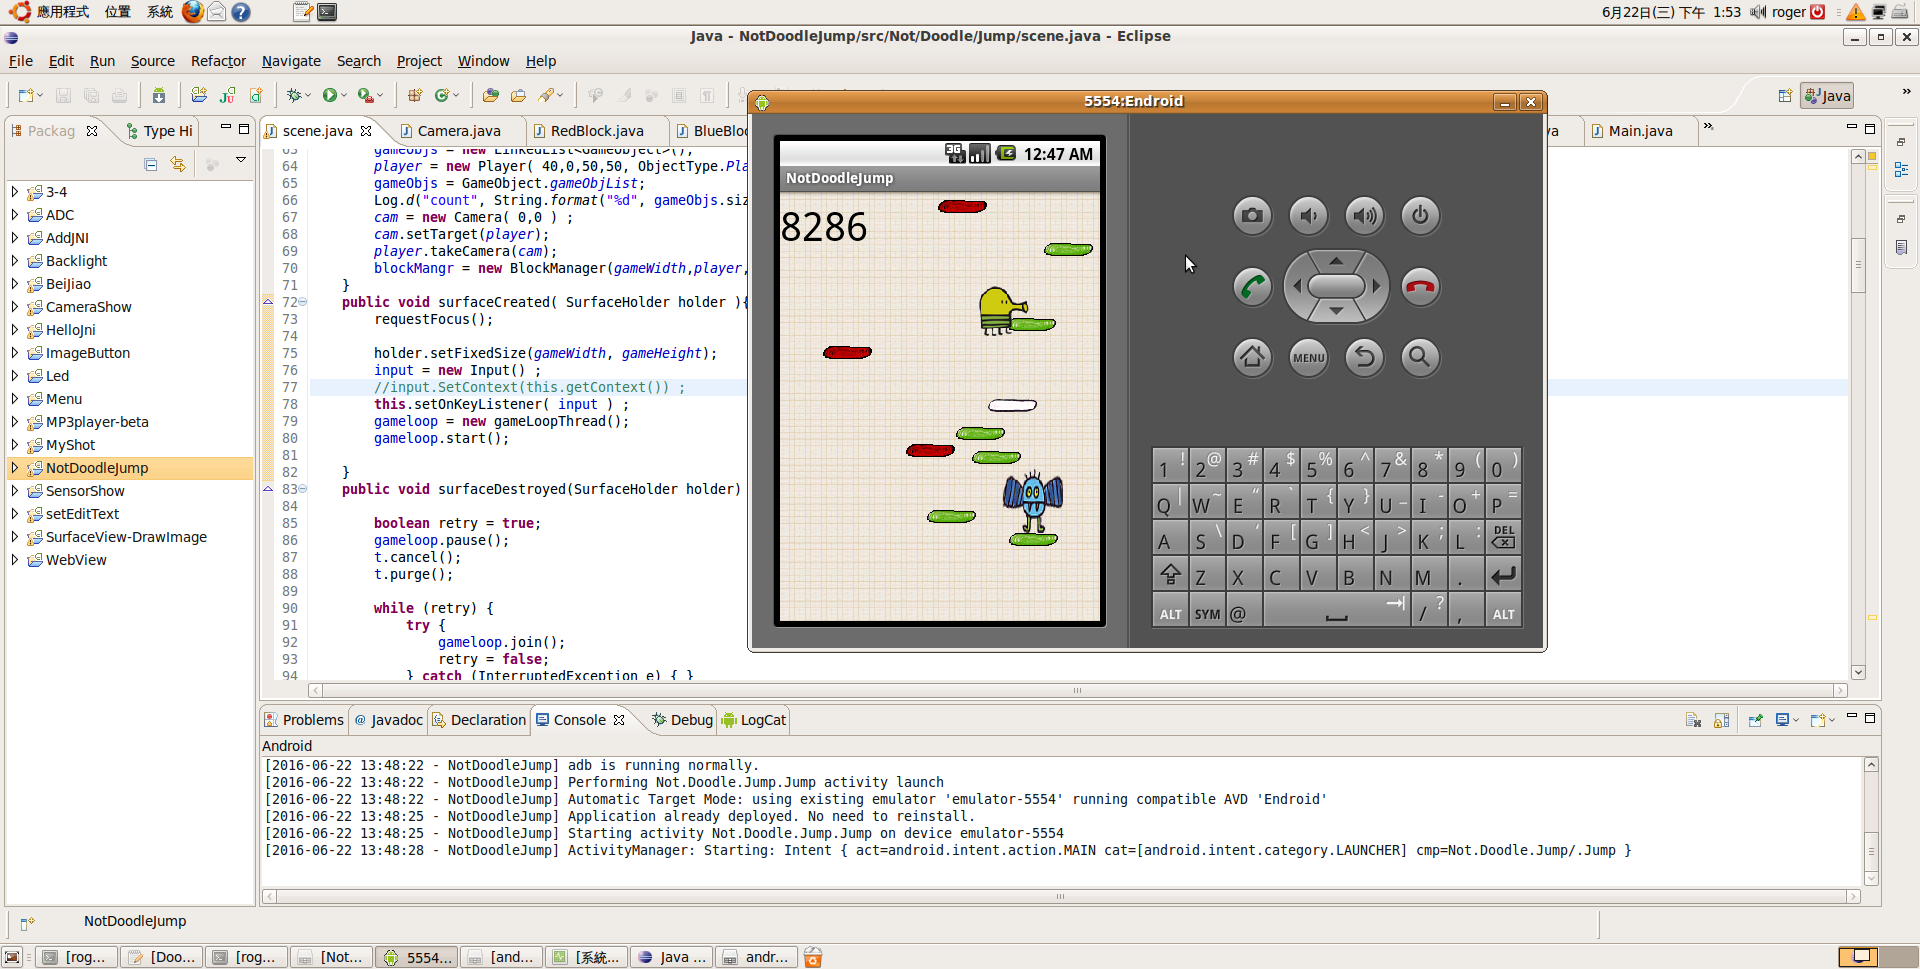 應用程式 位置 系統
6月22日(三) 下午 1:53 roger
Java - NotDoodleJump/src/Not/Doodle/Jump/scene.java - Eclipse
File Edit Run Source Refactor Navigate Search Project Window Help
Java
5554:Endroid
Packag Type Hi
scene.java Camera.java RedBlock.java BlueBloc va Main.java
3-4
ADC
AddJNI
Backlight
BeiJiao
CameraShow
HelloJni
ImageButton
Led
Menu
MP3player-beta
MyShot
NotDoodleJump
SensorShow
setEditText
SurfaceView-DrawImage
WebView
63 gameObjs = new LinkedList<GameObject>();
64 player = new Player( 40,0,50,50, ObjectType.Pla
65 gameObjs = GameObject.gameObjList;
66 Log.d("count", String.format("%d", gameObjs.siz
67 cam = new Camera( 0,0 ) ;
68 cam.setTarget(player);
69 player.takeCamera(cam);
70 blockMangr = new BlockManager(gameWidth,player,
71 }
72 public void surfaceCreated( SurfaceHolder holder ){
73 requestFocus();
74
75 holder.setFixedSize(gameWidth, gameHeight);
76 input = new Input() ;
77 //input.SetContext(this.getContext()) ;
78 this.setOnKeyListener( input ) ;
79 gameloop = new gameLoopThread();
80 gameloop.start();
81
82 }
83 public void surfaceDestroyed(SurfaceHolder holder)
84
85 boolean retry = true;
86 gameloop.pause();
87 t.cancel();
88 t.purge();
89
90 while (retry) {
91 try {
92 gameloop.join();
93 retry = false;
94 } catch (InterruptedException e) { }
3G 12:47 AM
NotDoodleJump
8286
MENU
1 ! 2 @ 3 # 4 $ 5 % 6 ^ 7 & 8 * 9 ( 0 )
Q | W ~ E " R ` T { Y } U _ I - O + P =
A S \ D ' F [ G ] H < J > K ; L : DEL
Z X C V B N M .
ALT SYM @ / ? , ALT
Problems @ Javadoc Declaration Console Debug LogCat
Android
[2016-06-22 13:48:22 - NotDoodleJump] adb is running normally.
[2016-06-22 13:48:22 - NotDoodleJump] Performing Not.Doodle.Jump.Jump activity launch
[2016-06-22 13:48:22 - NotDoodleJump] Automatic Target Mode: using existing emulator 'emulator-5554' running compatible AVD 'Endroid'
[2016-06-22 13:48:25 - NotDoodleJump] Application already deployed. No need to reinstall.
[2016-06-22 13:48:25 - NotDoodleJump] Starting activity Not.Doodle.Jump.Jump on device emulator-5554
[2016-06-22 13:48:28 - NotDoodleJump] ActivityManager: Starting: Intent { act=android.intent.action.MAIN cat=[android.intent.category.LAUNCHER] cmp=Not.Doodle.Jump/.Jump }
NotDoodleJump
[rog... [Doo... [rog... [Not... 5554... [and... [系統... Java ... andr...